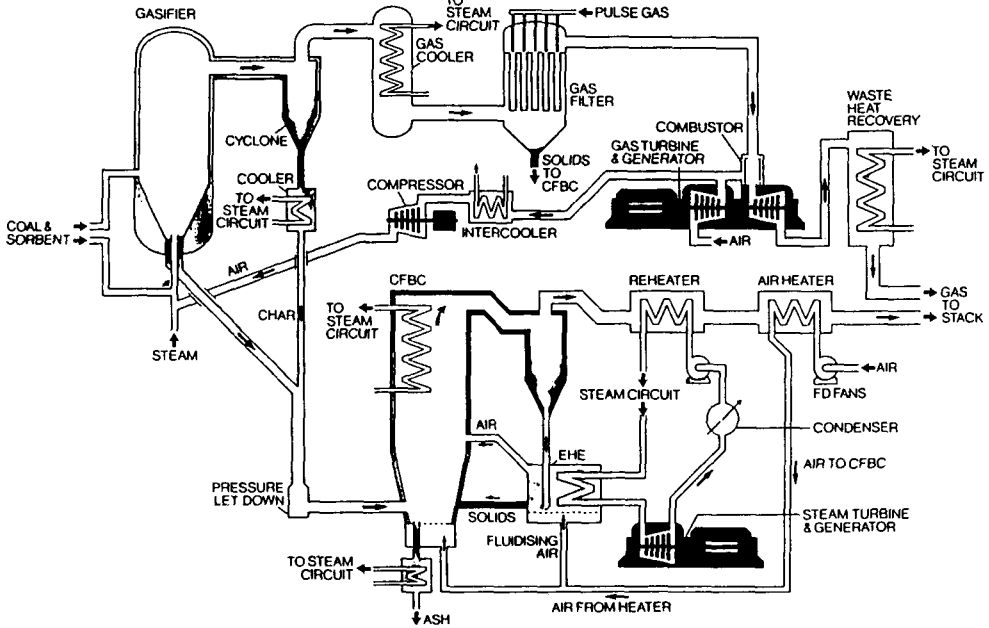 GASIFIER
TO
STEAM
CIRCUIT
PULSE GAS
GAS
COOLER
GAS
FILTER
WASTE
HEAT
RECOVERY
CYCLONE
COMBUSTOR
GAS TURBINE
& GENERATOR
SOLIDS
TO
CFBC
TO
STEAM
CIRCUIT
COOLER
COMPRESSOR
TO
STEAM
CIRCUIT
INTERCOOLER
COAL &
SORBENT
AIR
AIR
CFBC
REHEATER
AIR HEATER
GAS
TO
STACK
TO
STEAM
CIRCUIT
CHAR
STEAM
AIR
FD FANS
STEAM CIRCUIT
CONDENSER
AIR
EHE
AIR TO CFBC
PRESSURE
LET DOWN
SOLIDS
FLUIDISING
AIR
STEAM TURBINE
& GENERATOR
TO STEAM
CIRCUIT
AIR FROM HEATER
ASH